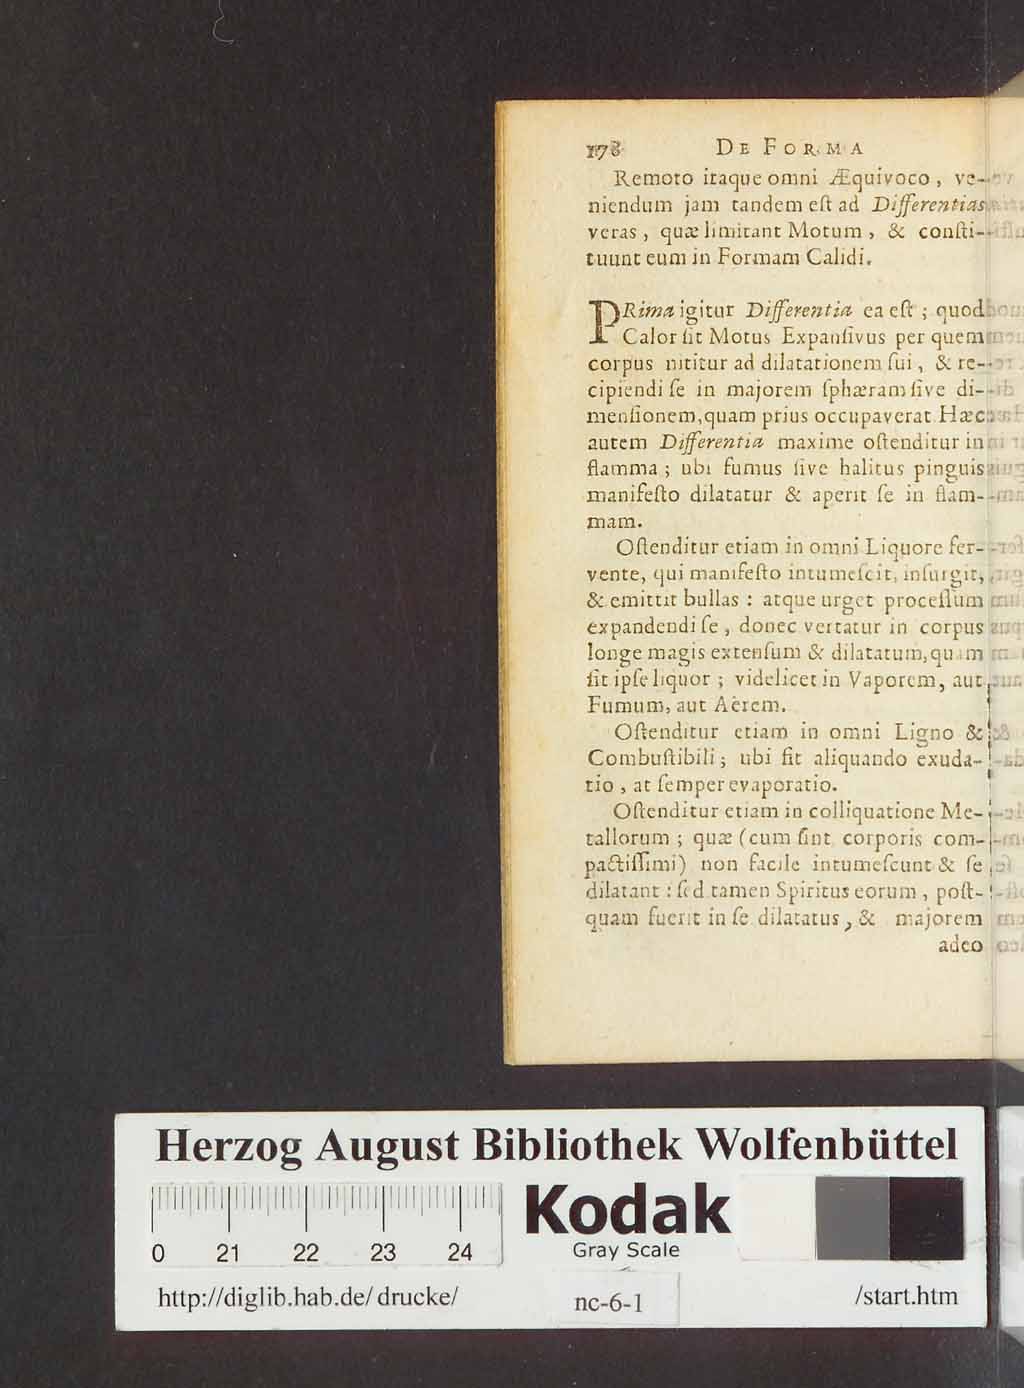 178 DE FORMA
Remoto itaque omni Æquivoco, ve-
niendum jam tandem eſt ad Differentias
veras, quæ limitant Motum, & conſti-
tuunt eum in Formam Calidi.
PRima igitur Differentia ea eſt; quod
Calor ſit Motus Expanſivus per quem
corpus nititur ad dilatationem ſui, & re-
cipiendi ſe in majorem ſphæram ſive di-
menſionem, quam prius occupaverat. Hæc
autem Differentia maxime oſtenditur in
flamma; ubi fumus ſive halitus pinguis
manifeſto dilatatur & aperit ſe in flam-
mam.
Oſtenditur etiam in omni Liquore fer-
vente, qui manifeſto intumeſcit, inſurgit,
& emittit bullas: atque urget proceſſum
expandendi ſe, donec vertatur in corpus
longe magis extenſum & dilatatum, quam
ſit ipſe liquor; videlicet in Vaporem, aut
Fumum, aut Aërem.
Oſtenditur etiam in omni Ligno &
Combuſtibili; ubi fit aliquando exuda-
tio, at ſemper evaporatio.
Oſtenditur etiam in colliquatione Me-
tallorum; quæ (cum ſint corporis com-
pactiſſimi) non facile intumeſcunt & ſe
dilatant: ſed tamen Spiritus eorum, poſt-
quam fuerit in ſe dilatatus, & majorem
adeo
Herzog August Bibliothek Wolfenbüttel
0 21 22 23 24
Kodak
Gray Scale
http://diglib.hab.de/drucke/ nc-6-1 /start.htm